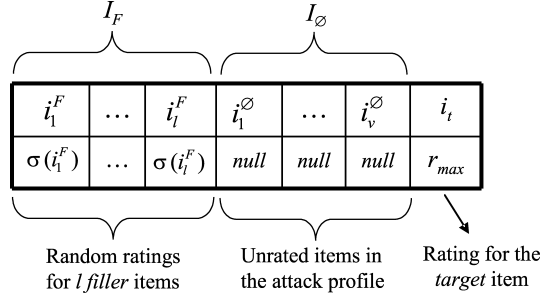 I_F I_∅
i_1^F ... i_l^F i_1^∅ ... i_v^∅ i_t
σ(i_1^F) ... σ(i_l^F) null null null r_max
Random ratings
for l filler items
Unrated items in
the attack profile
Rating for the
target item